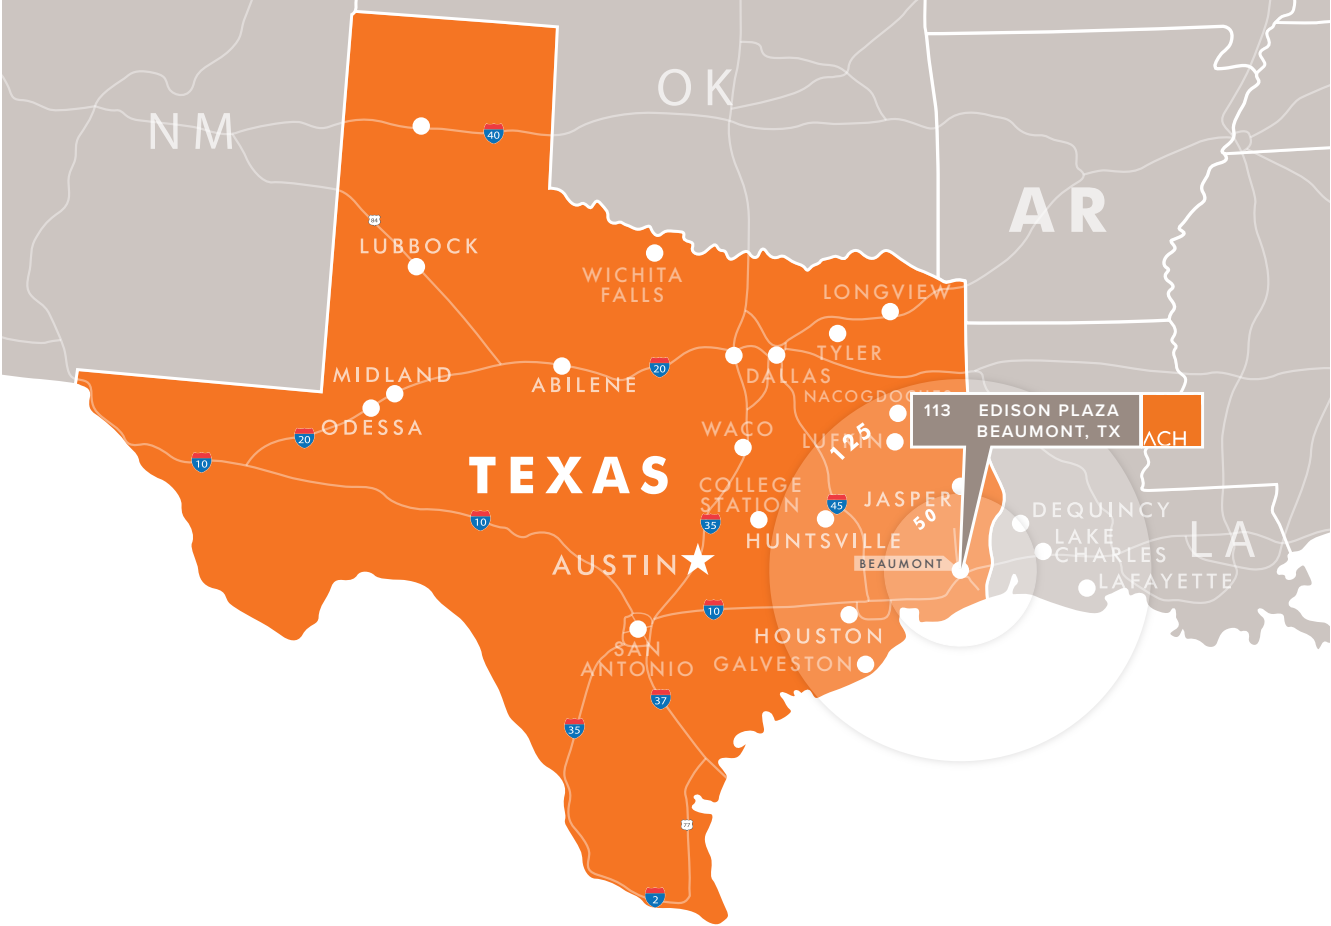 OK
NM
40
AR
84
LUBBOCK
WICHITA
FALLS
LONGVIEW
TYLER
20
DALLAS
MIDLAND
ABILENE
113 EDISON PLAZA
BEAUMONT, TX
ACH
20
ODESSA
WACO
125
10
TEXAS
COLLEGE
STATION
45
JASPER
50
DEQUINCY
10
35
HUNTSVILLE
LAKE
CHARLES
LA
AUSTIN
BEAUMONT
LAFAYETTE
10
HOUSTON
SAN
ANTONIO
GALVESTON
37
35
77
2